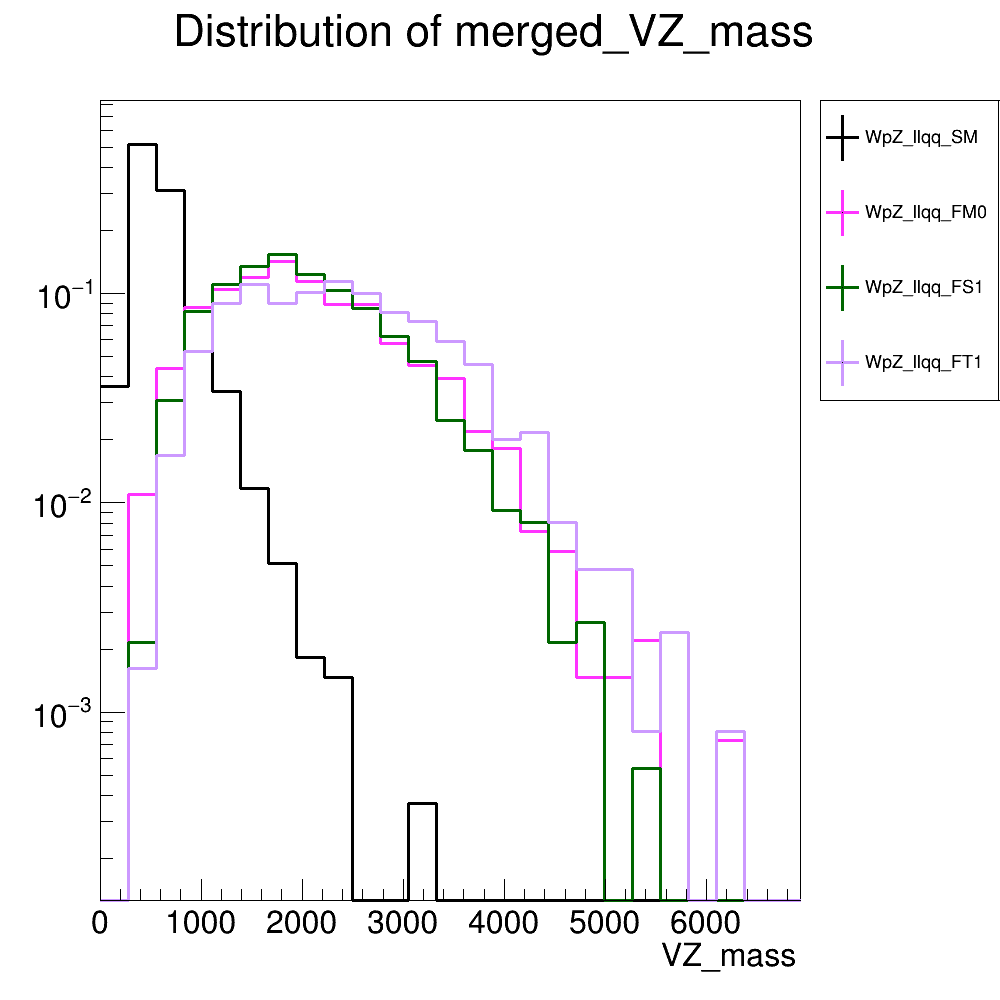 Distribution of merged_VZ_mass
WpZ_llqq_SM
WpZ_llqq_FM0
WpZ_llqq_FS1
WpZ_llqq_FT1
10−1
10−2
10−3
0 1000 2000 3000 4000 5000 6000
VZ_mass